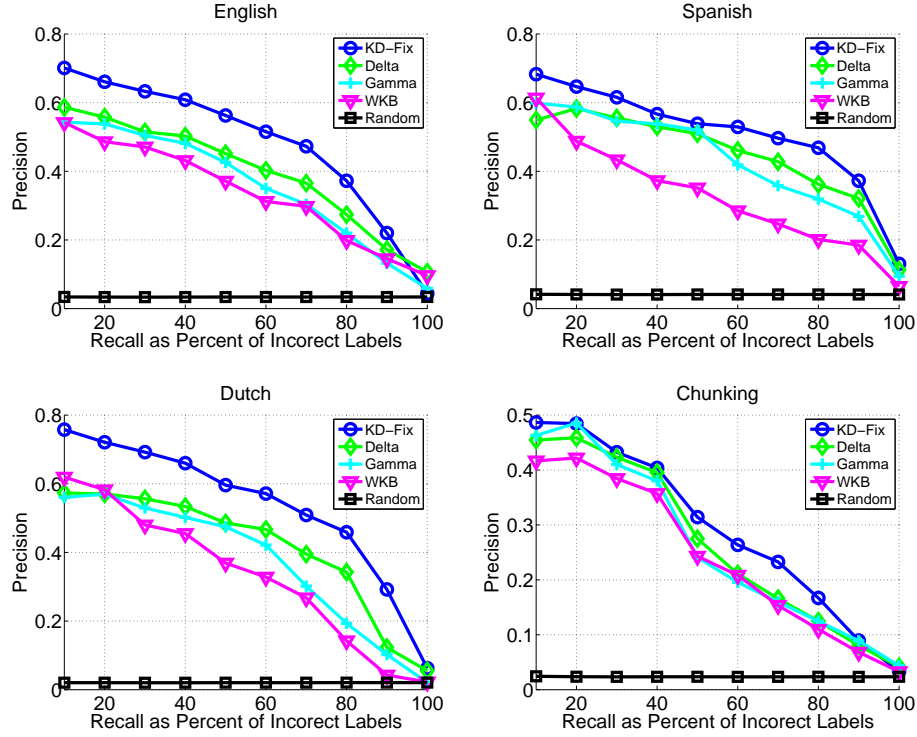 English
0.8
0.6
0.4
0.2
0
Precision
20 40 60 80 100
Recall as Percent of Incorect Labels
KD-Fix
Delta
Gamma
WKB
Random
Spanish
0.8
0.6
0.4
0.2
0
Precision
20 40 60 80 100
Recall as Percent of Incorect Labels
KD-Fix
Delta
Gamma
WKB
Random
Dutch
0.8
0.6
0.4
0.2
0
Precision
20 40 60 80 100
Recall as Percent of Incorect Labels
KD-Fix
Delta
Gamma
WKB
Random
Chunking
0.5
0.4
0.3
0.2
0.1
0
Precision
20 40 60 80 100
Recall as Percent of Incorect Labels
KD-Fix
Delta
Gamma
WKB
Random